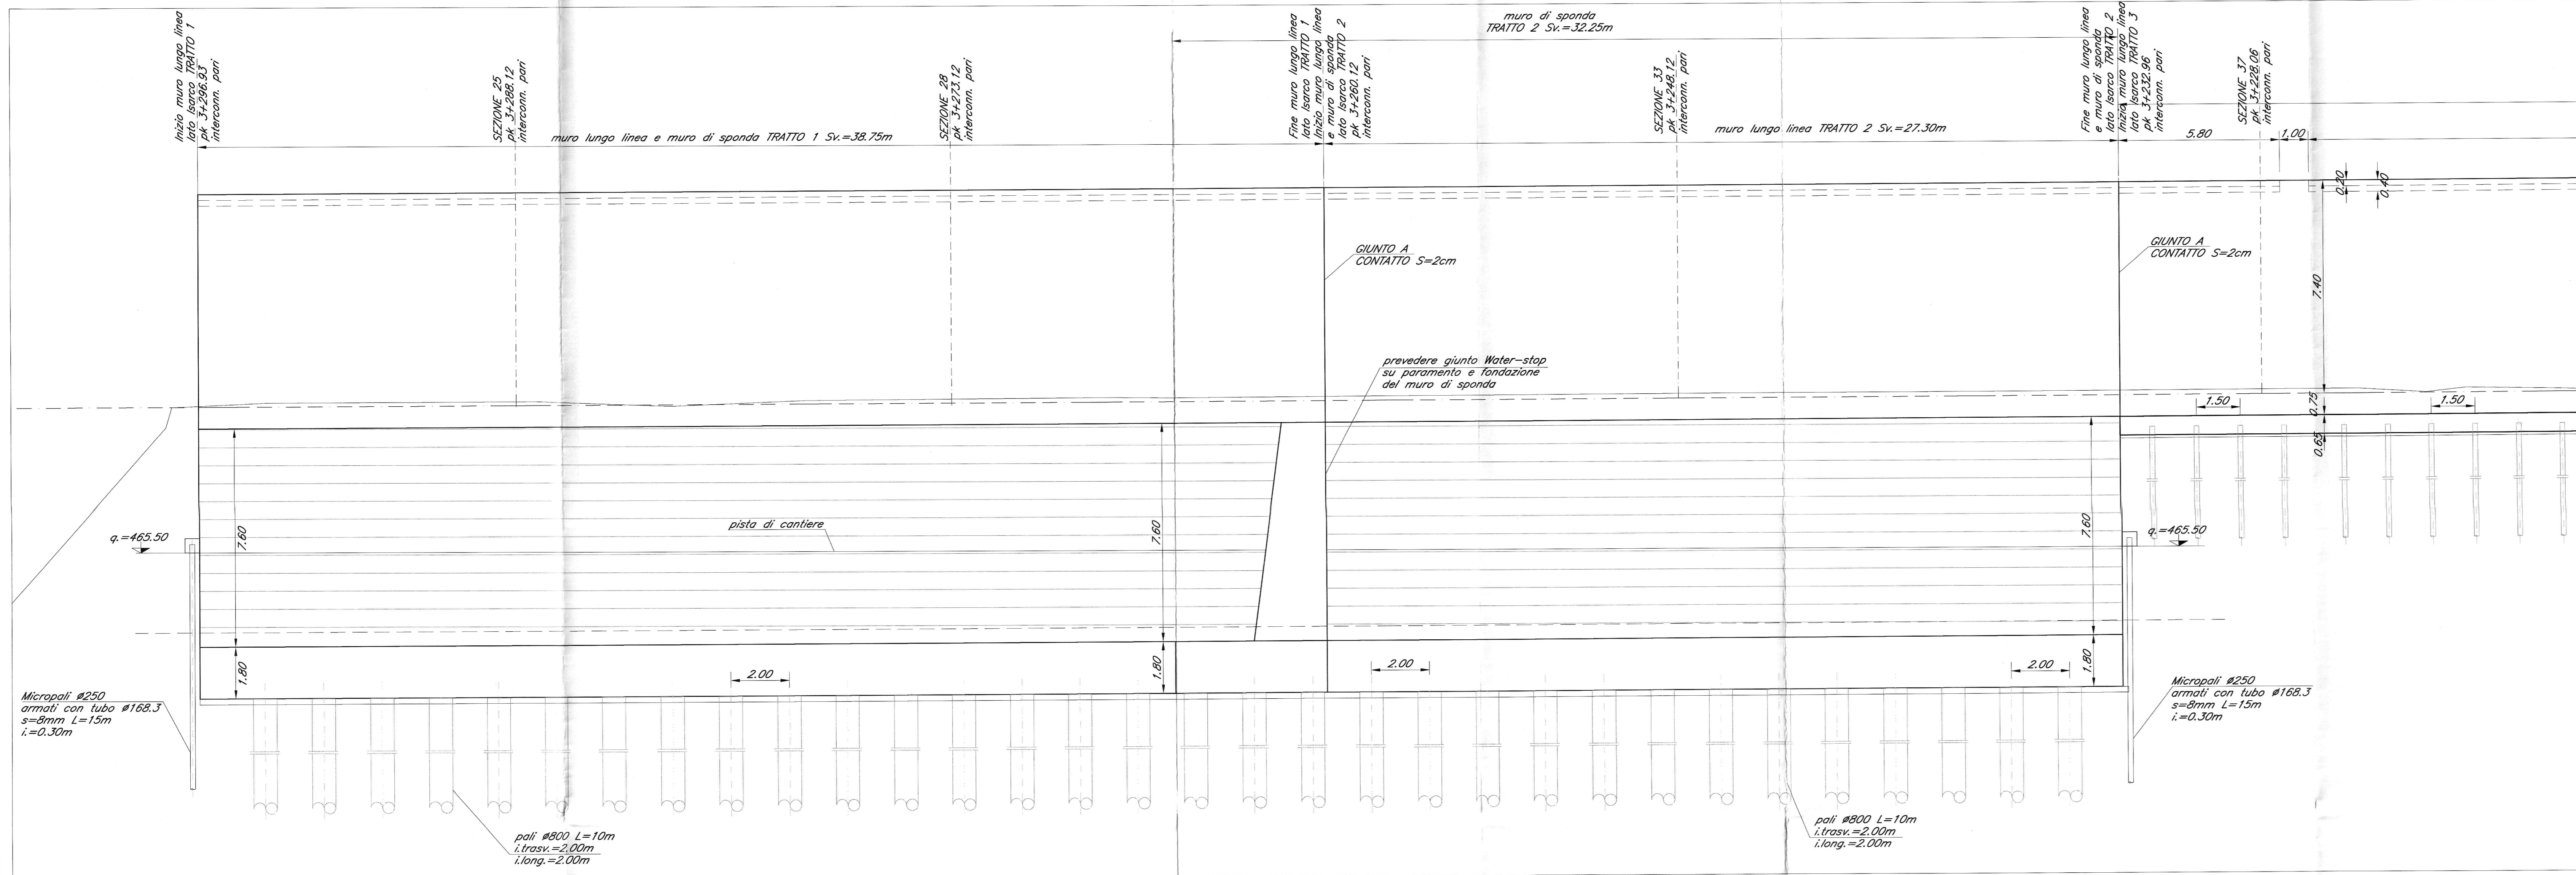 muro di sponda
TRATTO 2 Sv.=32.25m
Inizio muro lungo linea
lato Isarco TRATTO 1
pk 3+296.93
interconn. pari
SEZIONE 25
pk 3+288.12
interconn. pari
muro lungo linea e muro di sponda TRATTO 1 Sv.=38.75m
SEZIONE 28
pk 3+273.12
interconn. pari
Fine muro lungo linea
lato Isarco TRATTO 1
Inizio muro lungo linea
e muro di sponda
lato Isarco TRATTO 2
pk 3+260.12
interconn. pari
SEZIONE 33
pk 3+248.12
interconn. pari
muro lungo linea TRATTO 2 Sv.=27.30m
Fine muro lungo linea
e muro di sponda
lato Isarco TRATTO 2
Inizio muro lungo linea
lato Isarco TRATTO 3
pk 3+232.96
interconn. pari
SEZIONE 37
pk 3+228.06
interconn. pari
5.80
1.00
0.20
0.40
GIUNTO A
CONTATTO S=2cm
GIUNTO A
CONTATTO S=2cm
7.40
prevedere giunto Water-stop
su paramento e fondazione
del muro di sponda
1.50
0.75
1.50
0.65
q.=465.50
7.60
pista di cantiere
7.60
7.60
q.=465.50
1.80
2.00
1.80
2.00
2.00
1.80
Micropali ø250
armati con tubo ø168.3
s=8mm L=15m
i.=0.30m
Micropali ø250
armati con tubo ø168.3
s=8mm L=15m
i.=0.30m
pali ø800 L=10m
i.trasv.=2.00m
i.long.=2.00m
pali ø800 L=10m
i.trasv.=2.00m
i.long.=2.00m